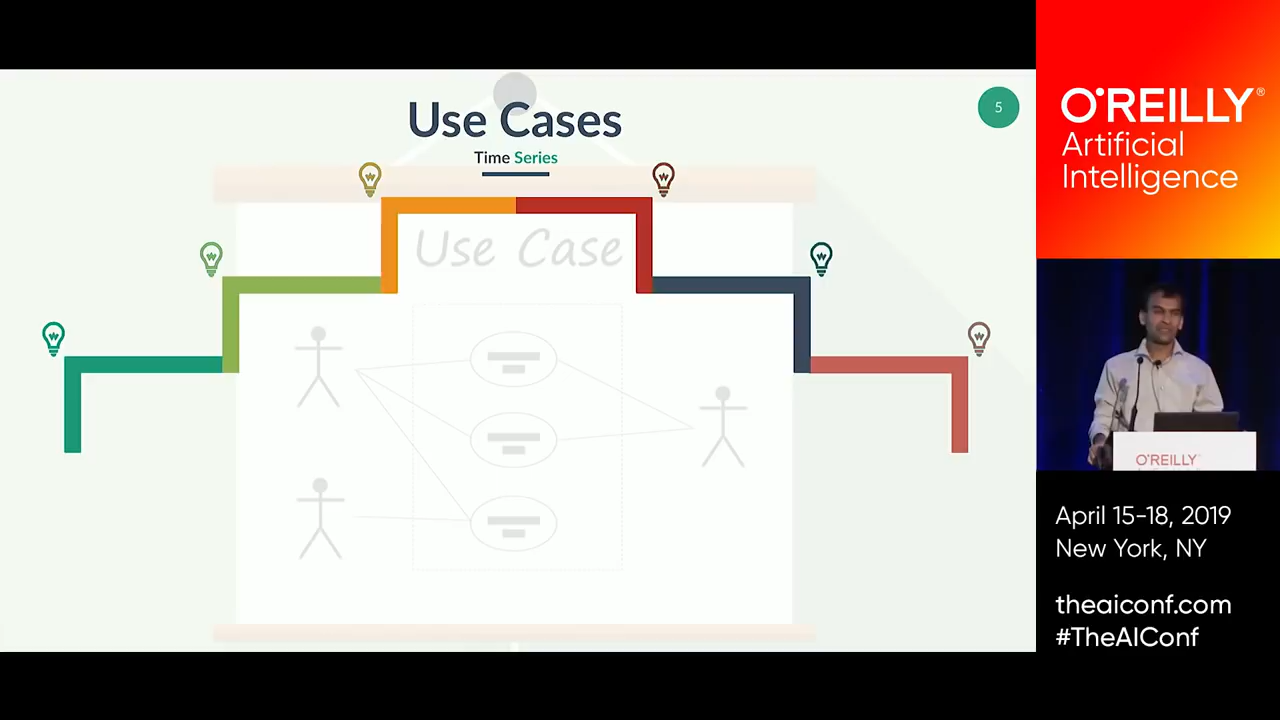 Use Cases
Time Series
5
Use Case
O'REILLY®
Artificial
Intelligence
O'REILLY
April 15-18, 2019
New York, NY
theaiconf.com
#TheAIConf